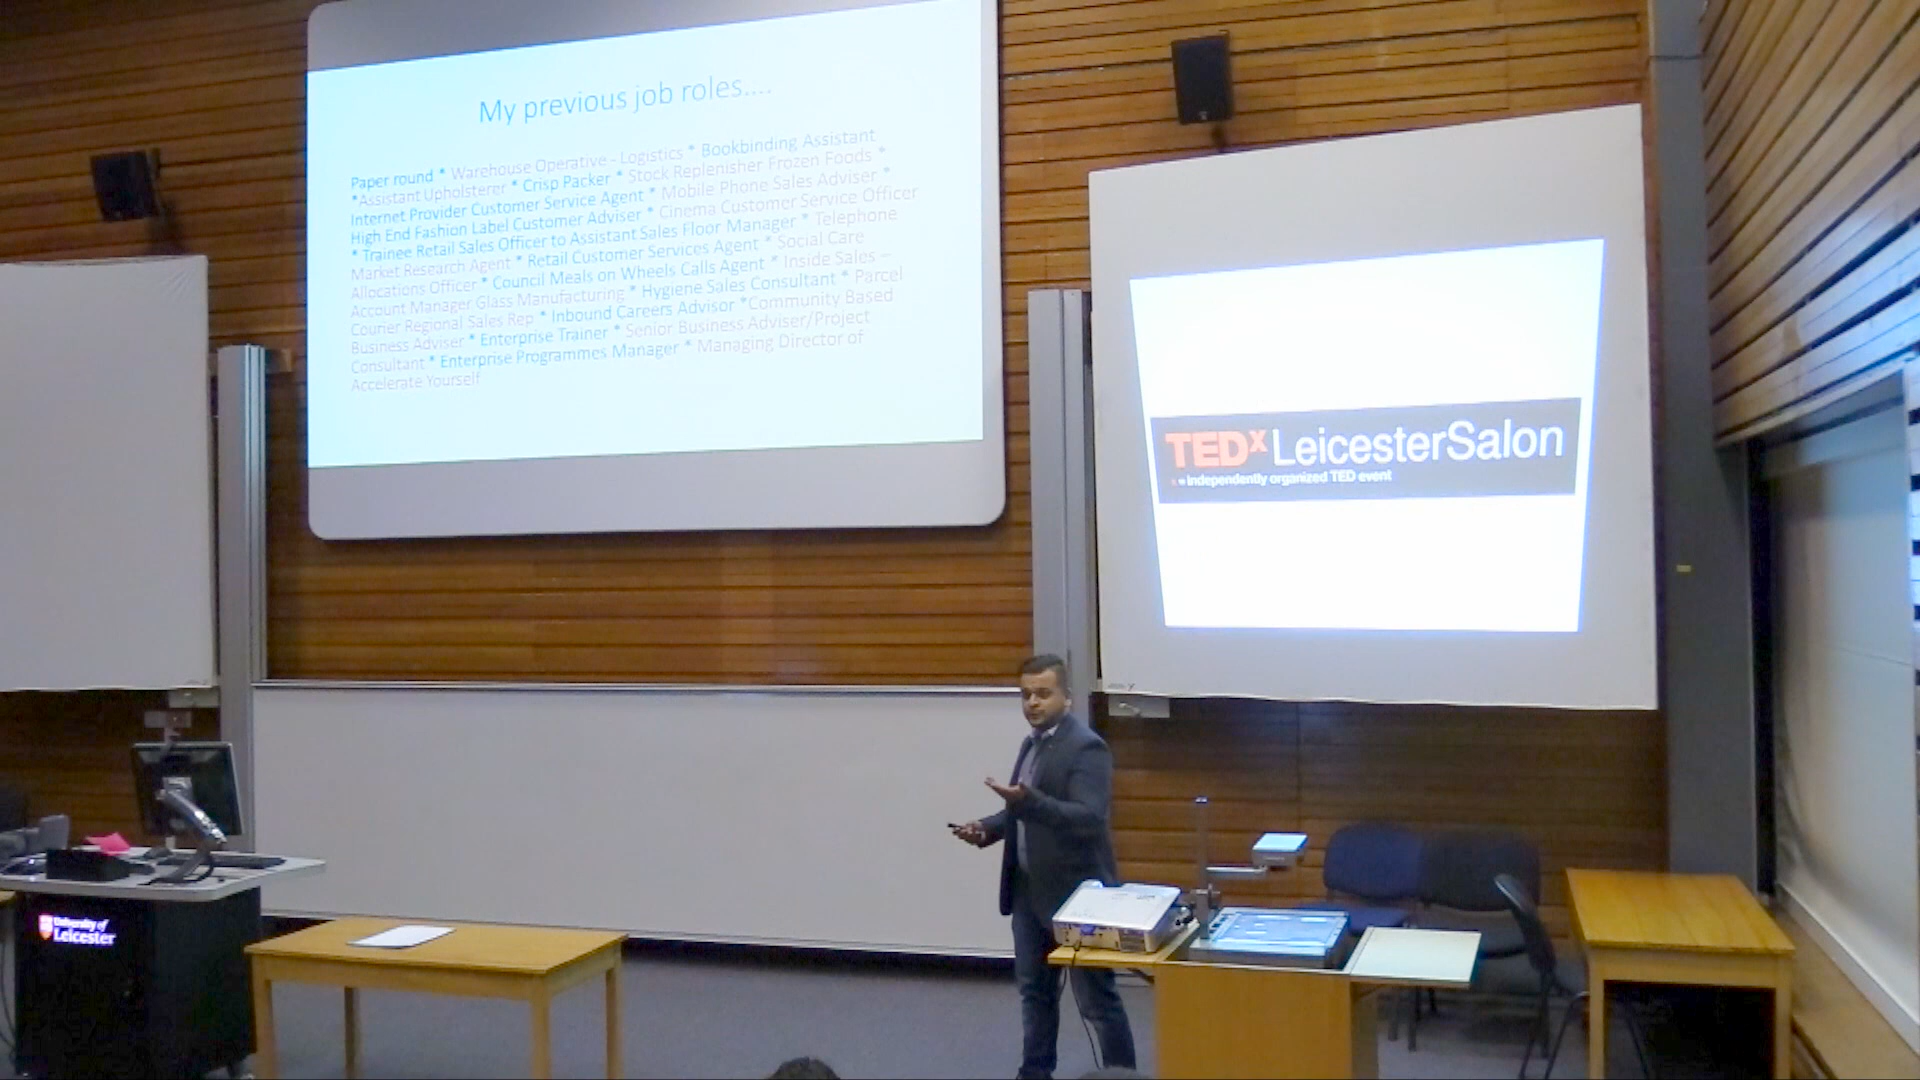 My previous job roles....
Paper round * Warehouse Operative - Logistics * Bookbinding Assistant
*Assistant Upholsterer * Crisp Packer * Stock Replenisher Frozen Foods *
Internet Provider Customer Service Agent * Mobile Phone Sales Adviser *
High End Fashion Label Customer Adviser * Cinema Customer Service Officer
* Trainee Retail Sales Officer to Assistant Sales Floor Manager * Telephone
Market Research Agent * Retail Customer Services Agent * Social Care
Allocations Officer * Council Meals on Wheels Calls Agent * Inside Sales –
Account Manager Glass Manufacturing * Hygiene Sales Consultant * Parcel
Courier Regional Sales Rep * Inbound Careers Advisor *Community Based
Business Adviser * Enterprise Trainer * Senior Business Adviser/Project
Consultant * Enterprise Programmes Manager * Managing Director of
Accelerate Yourself
TEDx LeicesterSalon
x = independently organized TED event
University of
Leicester